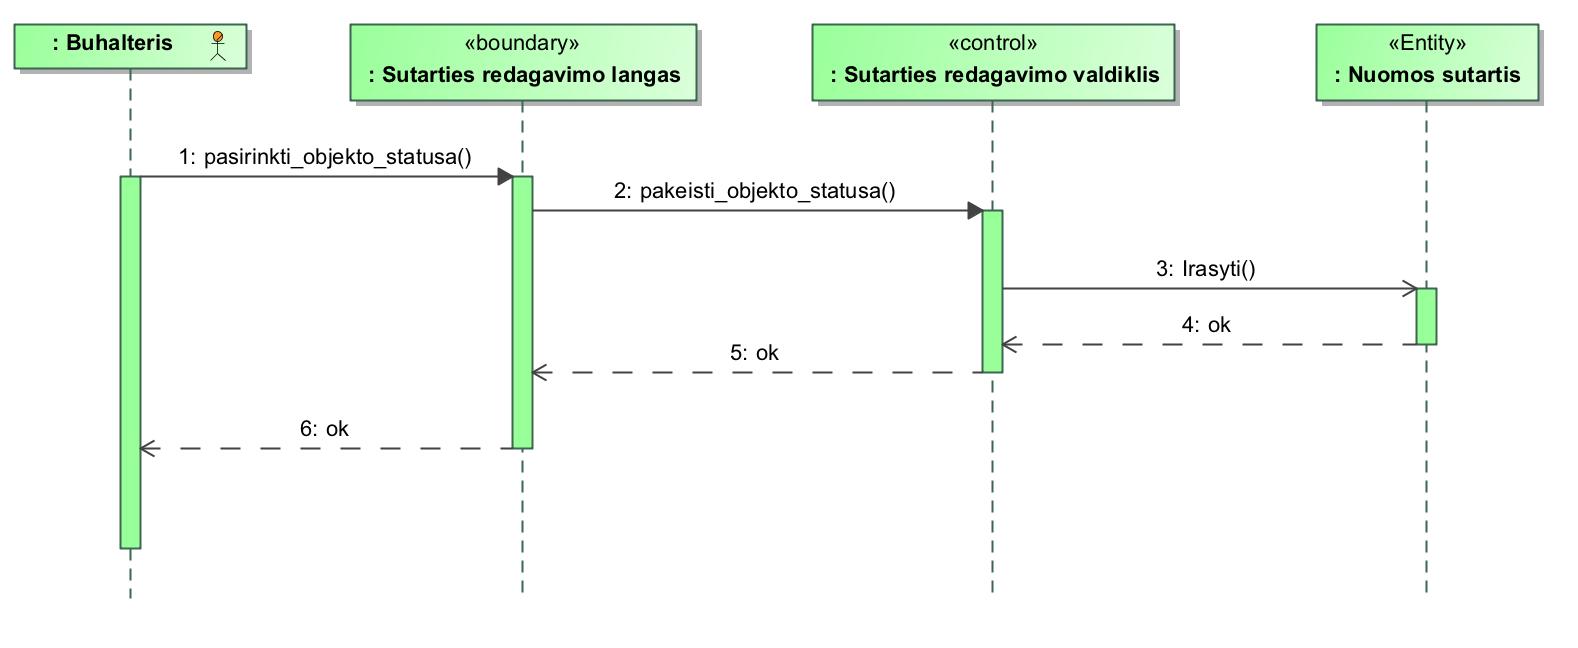 : Buhalteris
«boundary»
: Sutarties redagavimo langas
«control»
: Sutarties redagavimo valdiklis
«Entity»
: Nuomos sutartis
1: pasirinkti_objekto_statusa()
2: pakeisti_objekto_statusa()
3: Irasyti()
4: ok
5: ok
6: ok